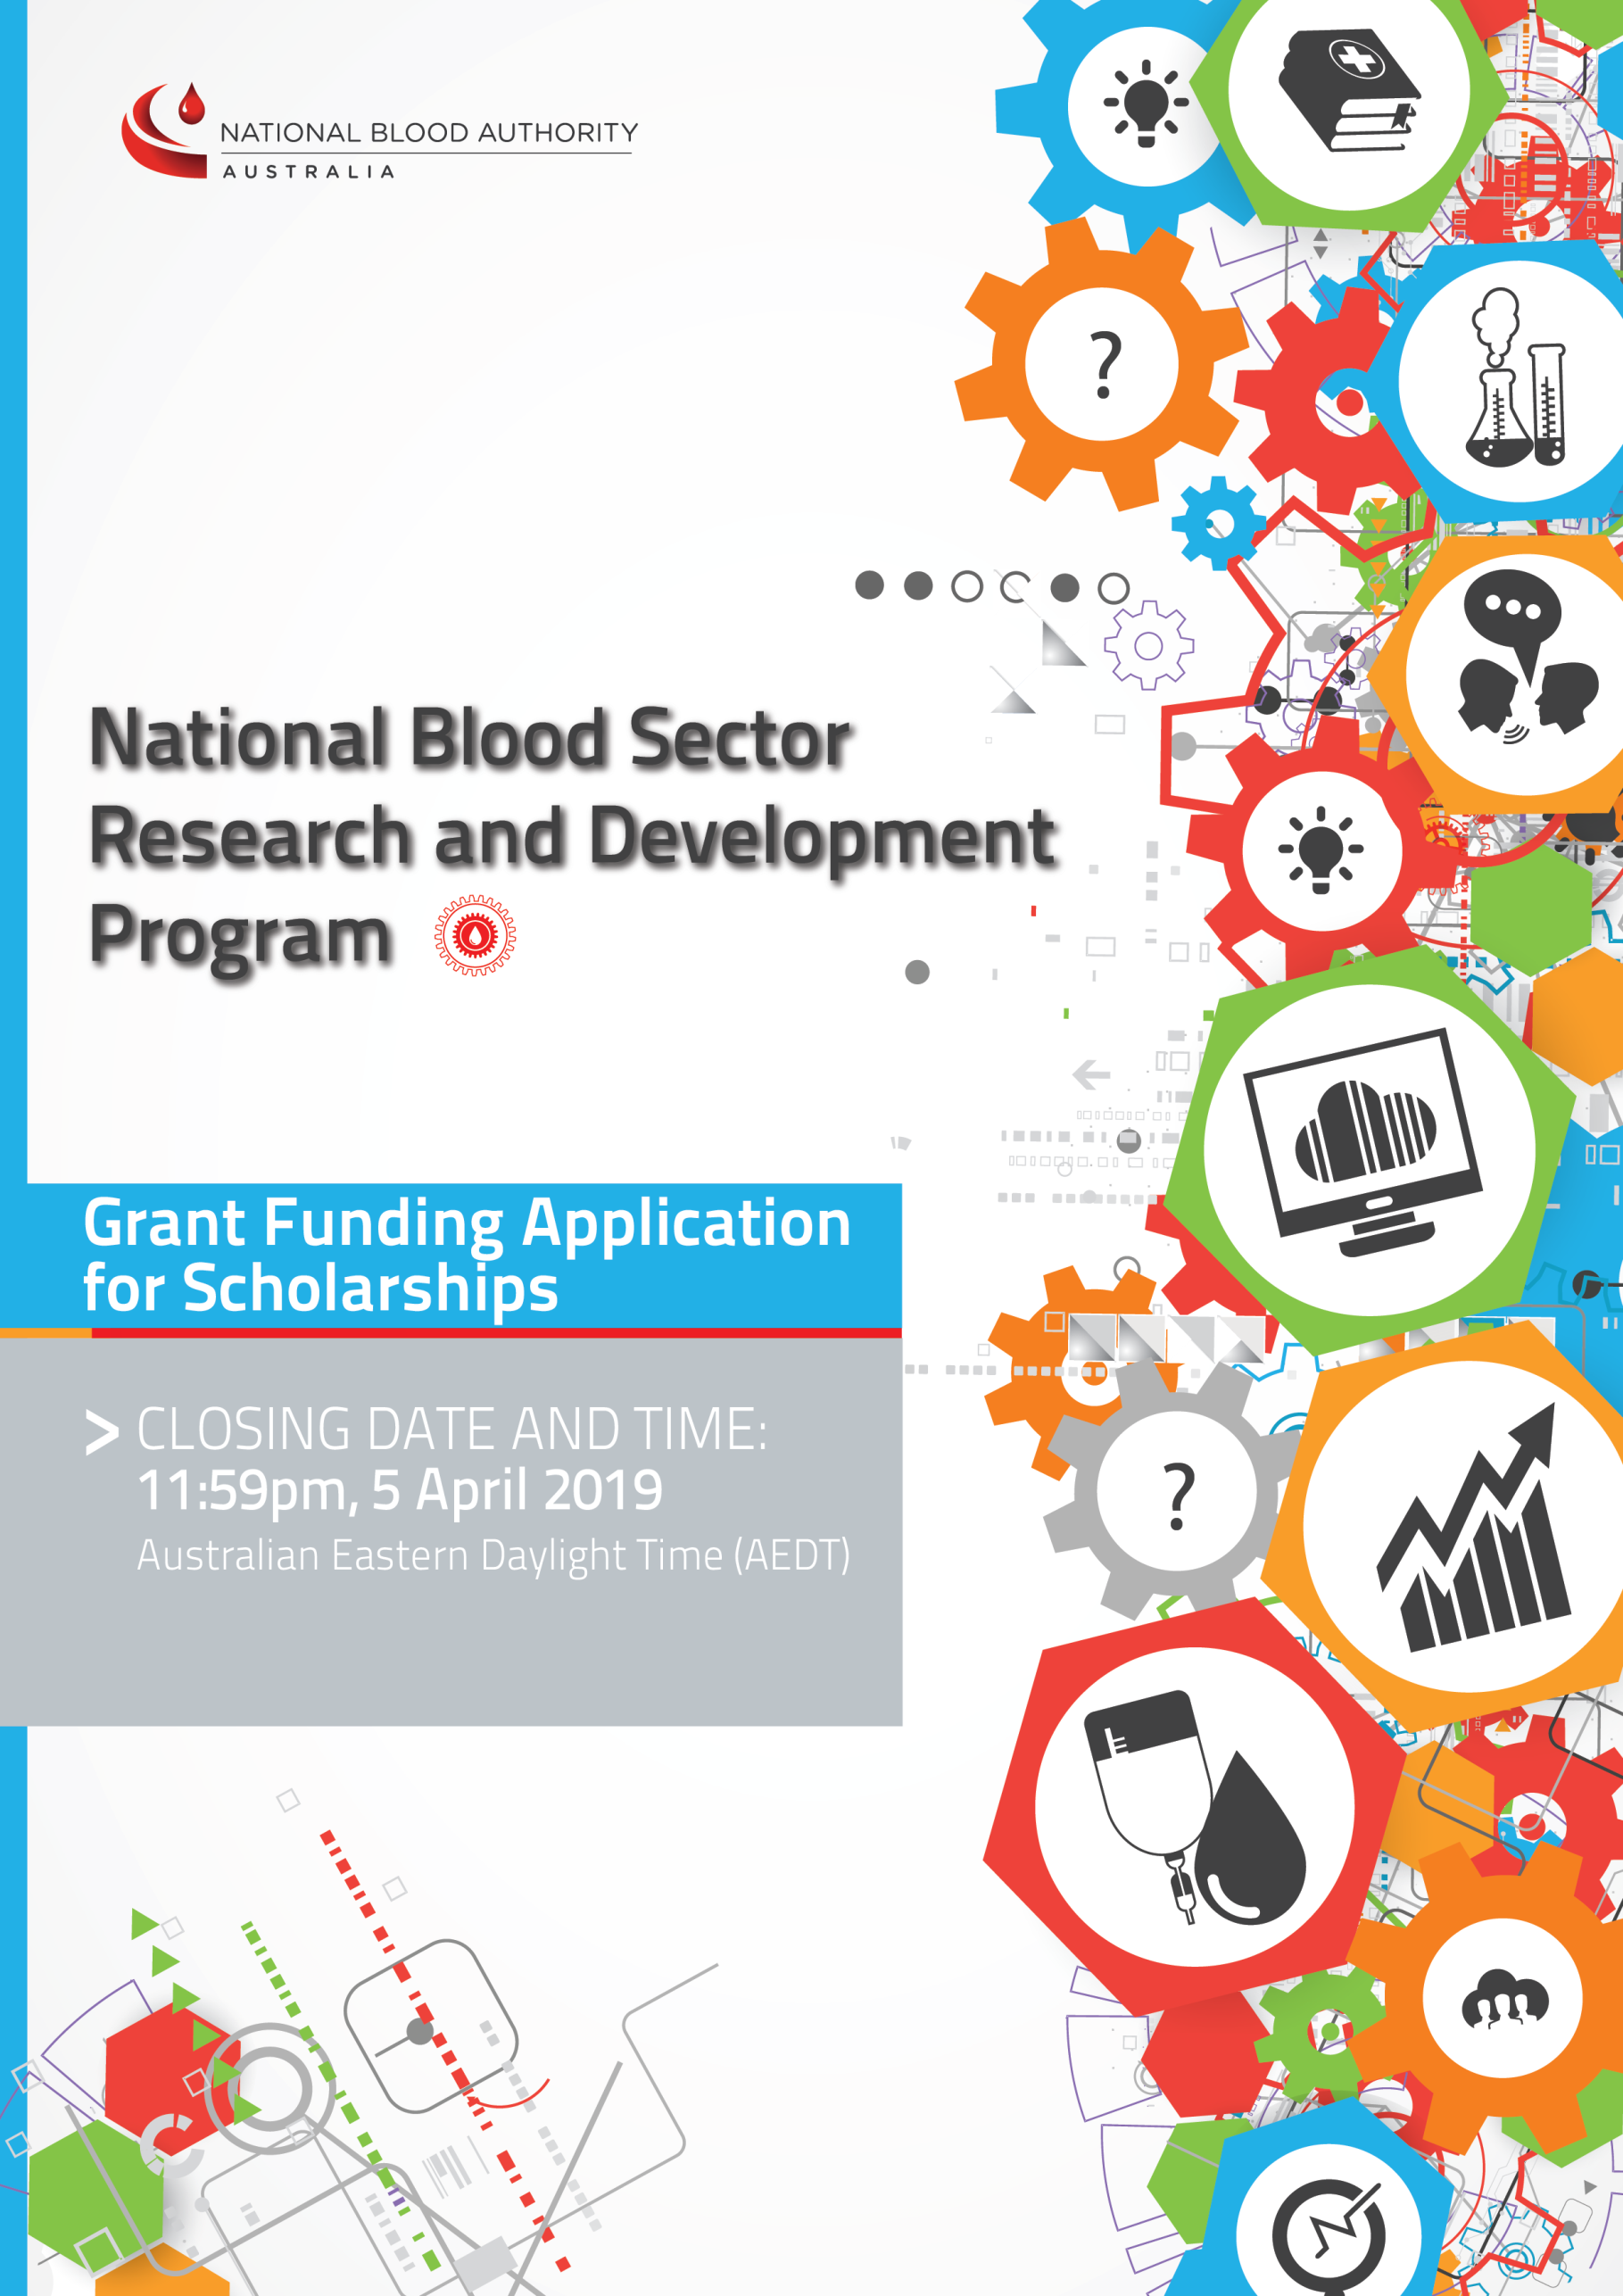 NATIONAL BLOOD AUTHORITY
AUSTRALIA
?
National Blood Sector
Research and Development
Program
Grant Funding Application
for Scholarships
> CLOSING DATE AND TIME:
11:59pm, 5 April 2019
Australian Eastern Daylight Time (AEDT)
?